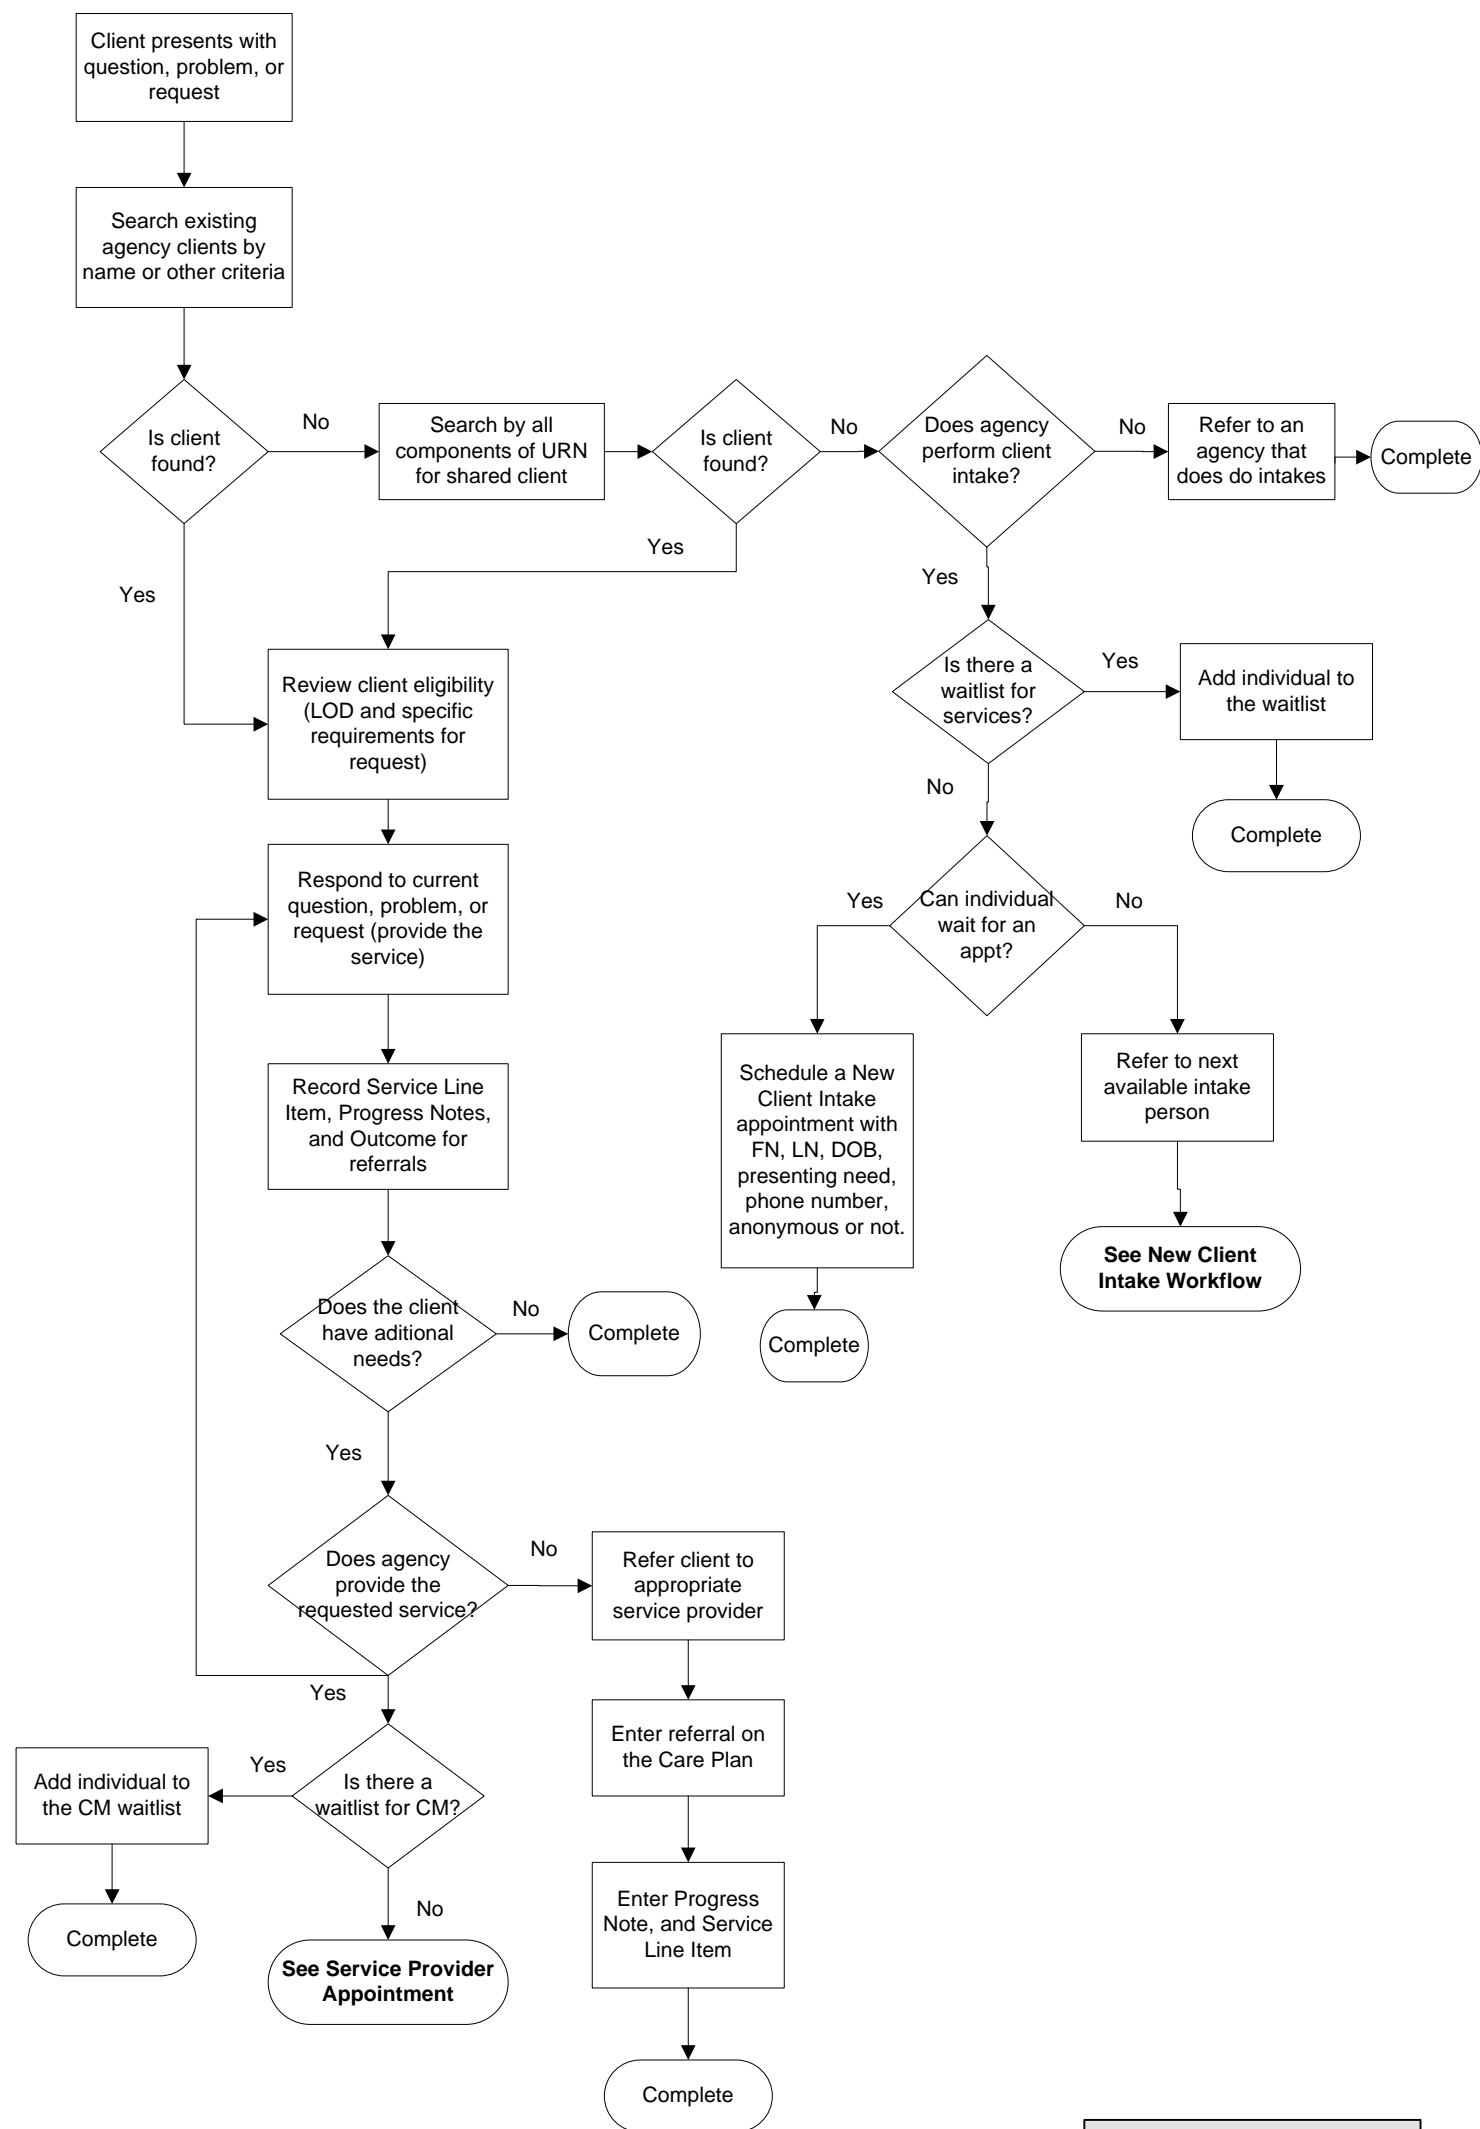 Client presents with
question, problem, or
request
Search existing
agency clients by
name or other criteria
Is client
found?
No
Search by all
components of URN
for shared client
Is client
found?
No
Does agency
perform client
intake?
No
Refer to an
agency that
does do intakes
Complete
Yes
Yes
Yes
Review client eligibility
(LOD and specific
requirements for
request)
Is there a
waitlist for
services?
Yes
Add individual to
the waitlist
Complete
No
Respond to current
question, problem, or
request (provide the
service)
Can individual
wait for an
appt?
Yes
No
Record Service Line
Item, Progress Notes,
and Outcome for
referrals
Schedule a New
Client Intake
appointment with
FN, LN, DOB,
presenting need,
phone number,
anonymous or not.
Refer to next
available intake
person
See New Client
Intake Workflow
Does the client
have aditional
needs?
No
Complete
Complete
Yes
Does agency
provide the
requested service?
No
Refer client to
appropriate
service provider
Yes
Enter referral on
the Care Plan
Is there a
waitlist for CM?
Yes
Add individual to
the CM waitlist
Complete
No
See Service Provider
Appointment
Enter Progress
Note, and Service
Line Item
Complete